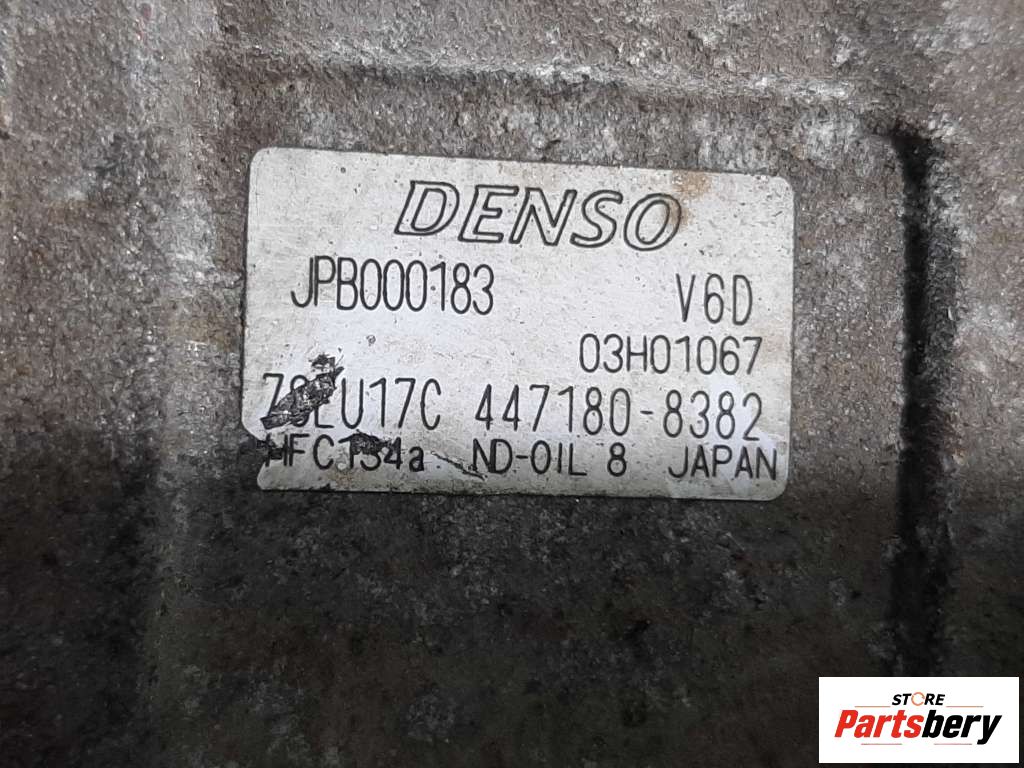 DENSO
JPB000183 V6D
03H01067
447180-8382
HFC134a ND-OIL 8 JAPAN
STORE
Partsbery